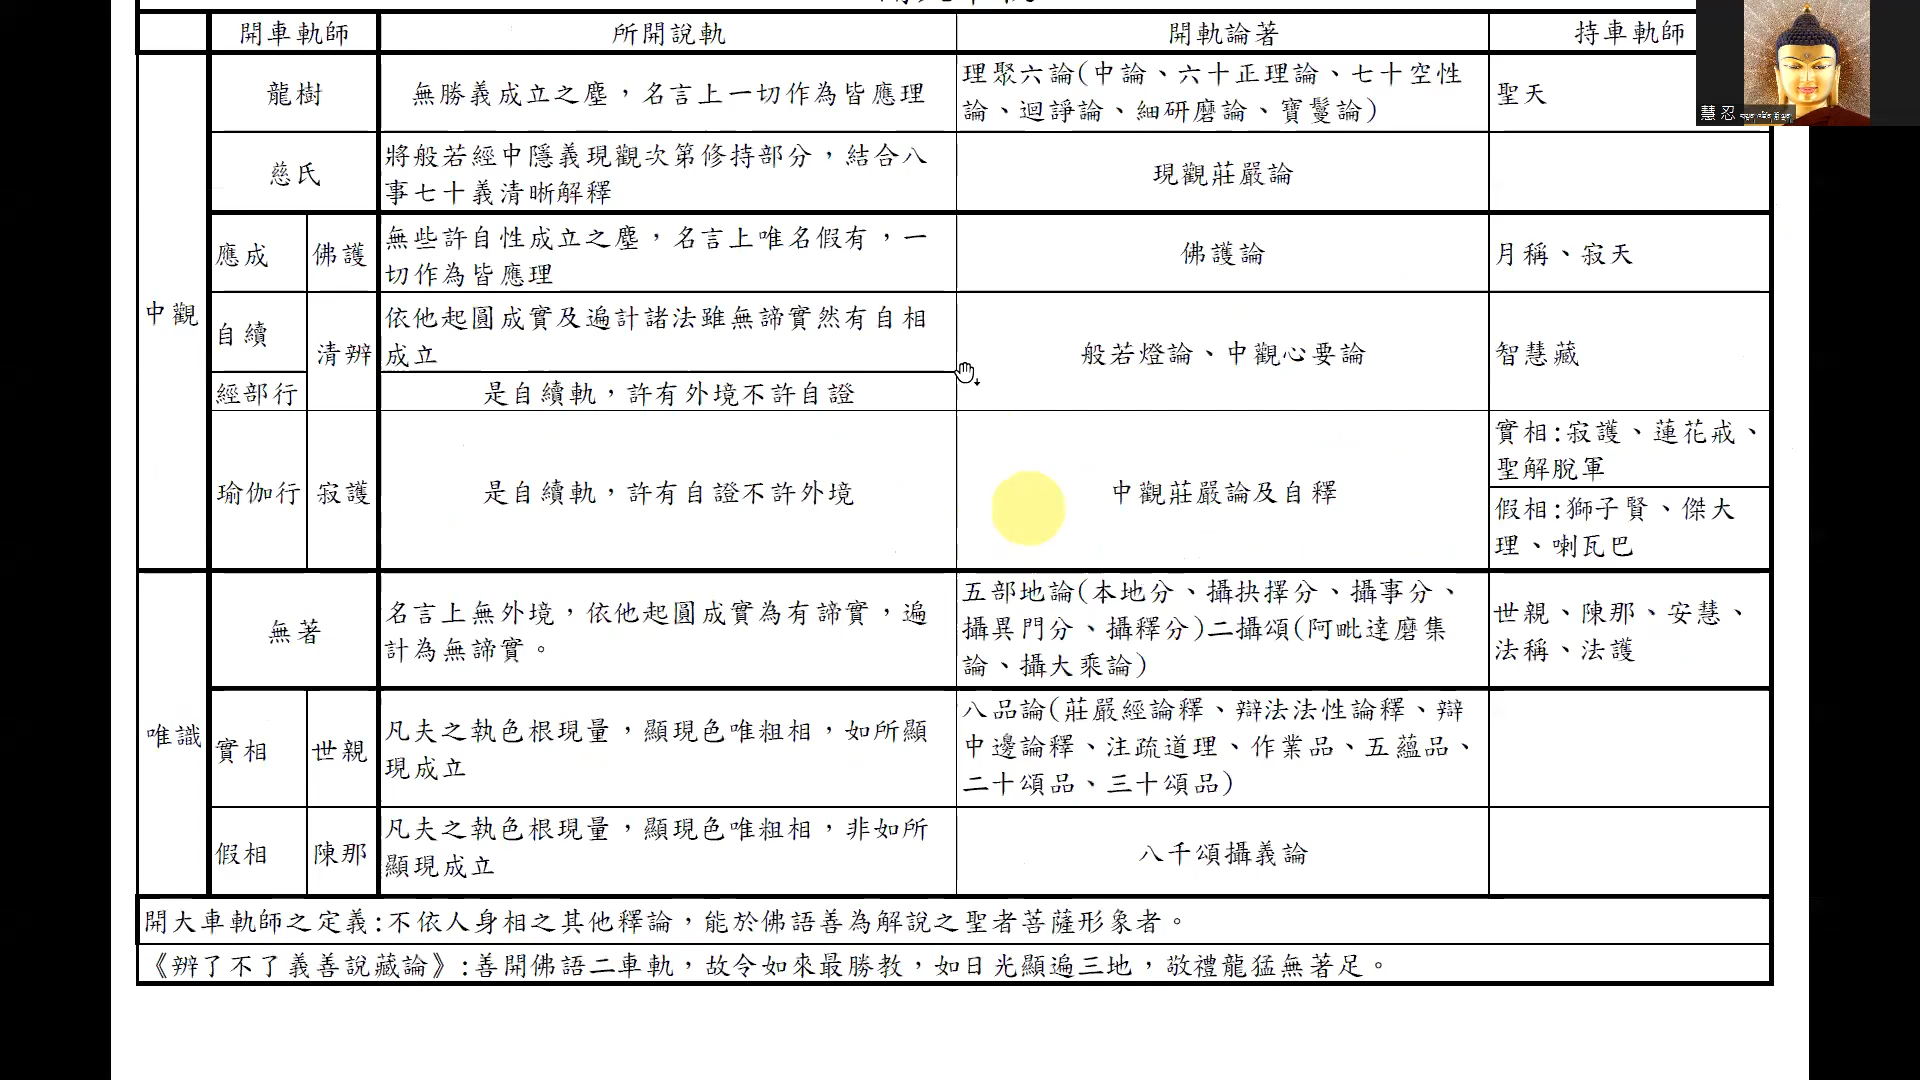 開車軌師 所開說軌 開軌論著 持車軌師
中觀
龍樹
無勝義成立之塵，名言上一切作為皆應理
理聚六論(中論、六十正理論、七十空性
論、迴諍論、細研磨論、寶鬘論)
聖天
慈氏
將般若經中隱義現觀次第修持部分，結合八
事七十義清晰解釋
現觀莊嚴論
應成
佛護
無些許自性成立之塵，名言上唯名假有，一
切作為皆應理
佛護論
月稱、寂天
自續
清辨
依他起圓成實及遍計諸法雖無諦實然有自相
成立
般若燈論、中觀心要論
智慧藏
經部行
是自續軌，許有外境不許自證
瑜伽行
寂護
是自續軌，許有自證不許外境
中觀莊嚴論及自釋
實相:寂護、蓮花戒、
聖解脫軍
假相:獅子賢、傑大
理、喇瓦巴
唯識
無著
名言上無外境，依他起圓成實為有諦實，遍
計為無諦實。
五部地論(本地分、攝抉擇分、攝事分、
攝異門分、攝釋分)二攝頌(阿毗達磨集
論、攝大乘論)
世親、陳那、安慧、
法稱、法護
實相
世親
凡夫之執色根現量，顯現色唯粗相，如所顯
現成立
八品論(莊嚴經論釋、辯法法性論釋、辯
中邊論釋、注疏道理、作業品、五蘊品、
二十頌品、三十頌品)
假相
陳那
凡夫之執色根現量，顯現色唯粗相，非如所
顯現成立
八千頌攝義論
開大車軌師之定義:不依人身相之其他釋論，能於佛語善為解說之聖者菩薩形象者。
《辨了不了義善說藏論》:善開佛語二車軌，故令如來最勝教，如日光顯遍三地，敬禮龍猛無著足。
慧忍